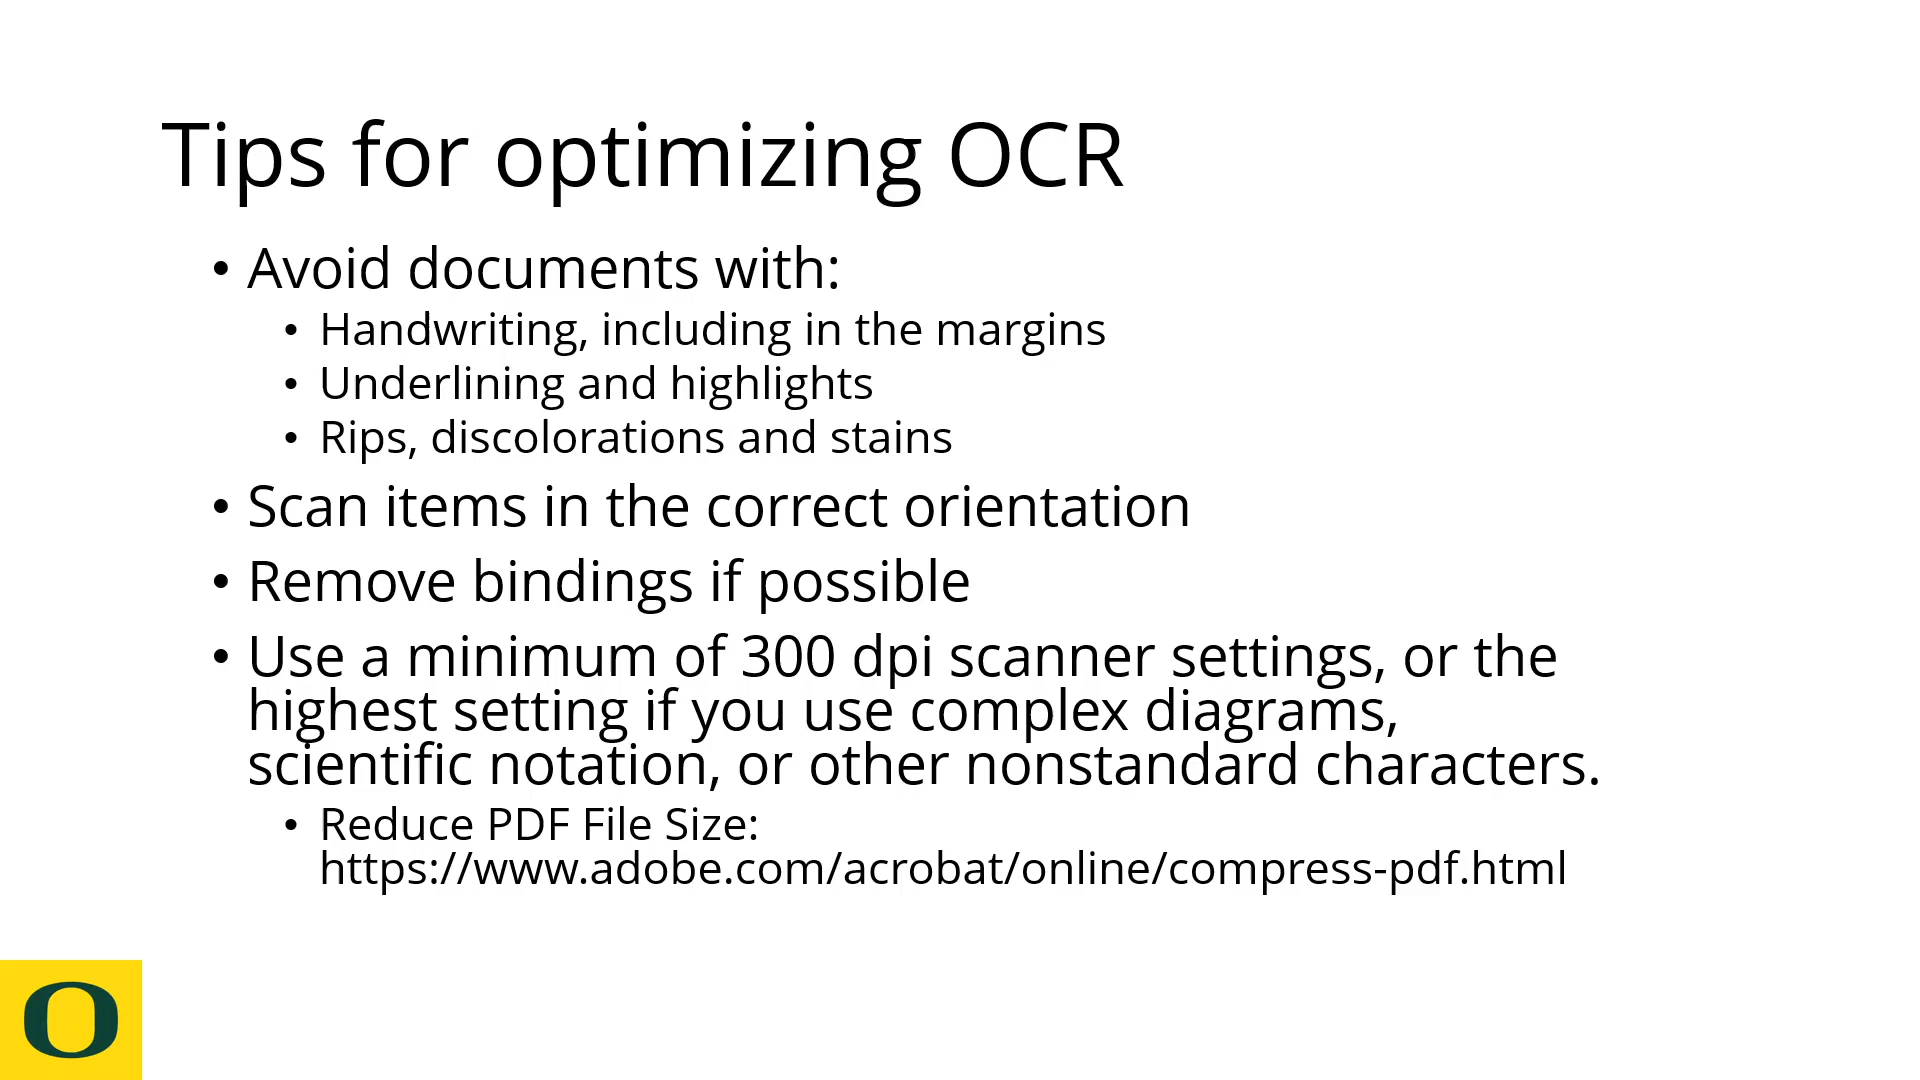 Tips for optimizing OCR
• Avoid documents with:
• Handwriting, including in the margins
• Underlining and highlights
• Rips, discolorations and stains
• Scan items in the correct orientation
• Remove bindings if possible
• Use a minimum of 300 dpi scanner settings, or the
highest setting if you use complex diagrams,
scientific notation, or other nonstandard characters.
• Reduce PDF File Size:
https://www.adobe.com/acrobat/online/compress-pdf.html
O